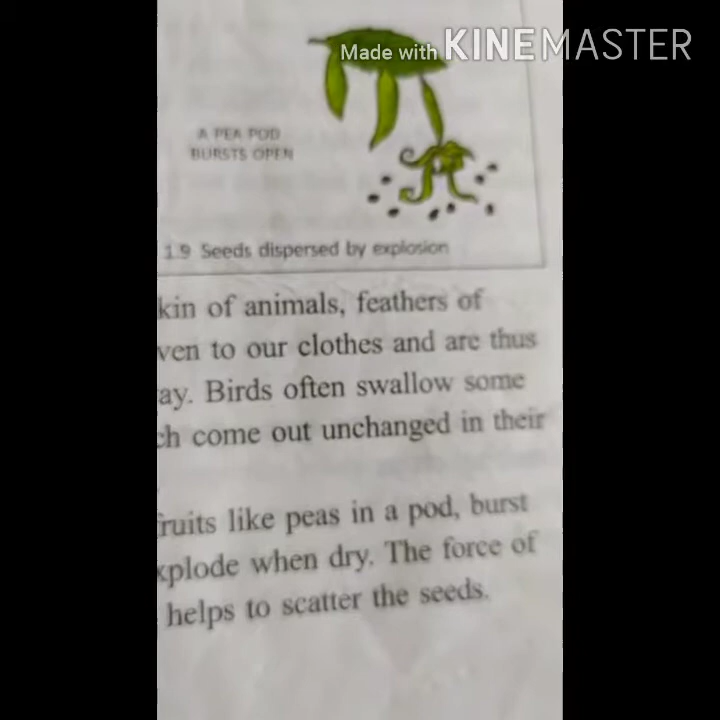 Made with KINEMASTER
A PEA POD
BURSTS OPEN
1.9 Seeds dispersed by explosion
kin of animals, feathers of
ven to our clothes and are thus
ay. Birds often swallow some
ch come out unchanged in their
fruits like peas in a pod, burst
xplode when dry. The force of
helps to scatter the seeds.